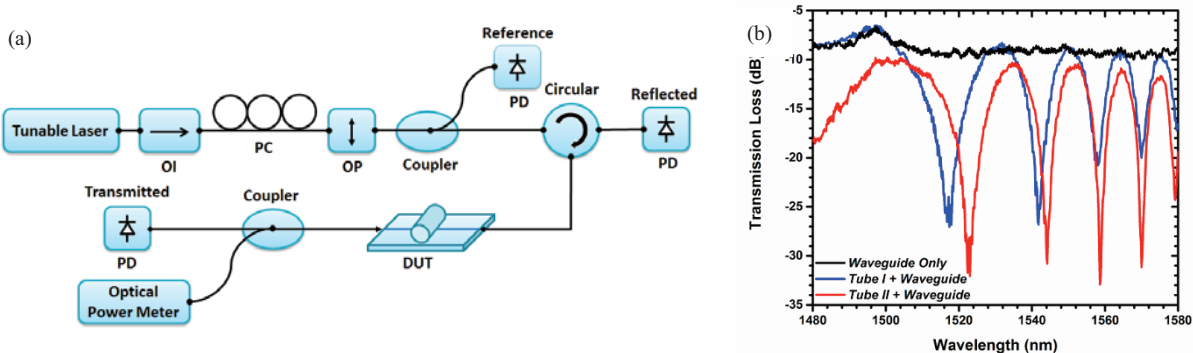 (a)
Reference
PD
Circular
Reflected
PD
Tunable Laser
OI
PC
OP
Coupler
Transmitted
PD
Coupler
DUT
Optical
Power Meter
(b)
Transmission Loss (dB)
-5
-10
-15
-20
-25
-30
-35
Waveguide Only
Tube I + Waveguide
Tube II + Waveguide
1480 1500 1520 1540 1560 1580
Wavelength (nm)